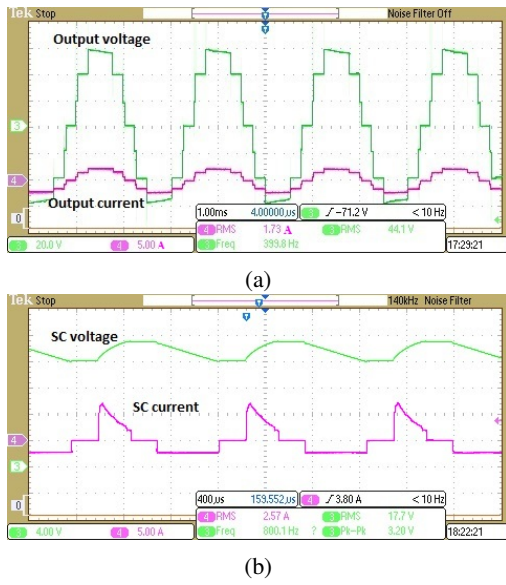 Tek Stop
Noise Filter Off
Output voltage
3
4
Output current
0
1.00ms 4.00000µs 3 -71.2 V < 10 Hz
3 20.0 V 4 5.00 A
4 RMS 1.73 A 3 RMS 44.1 V
3 Freq 399.8 Hz
17:29:21
(a)
Tek Stop
140kHz Noise Filter
SC voltage
SC current
4
3
0
400µs 159.552µs 4 3.80 A < 10 Hz
3 4.00 V 4 5.00 A
4 RMS 2.57 A 3 RMS 17.7 V
3 Freq 800.1 Hz ? 3 Pk-Pk 3.20 V
18:22:21
(b)